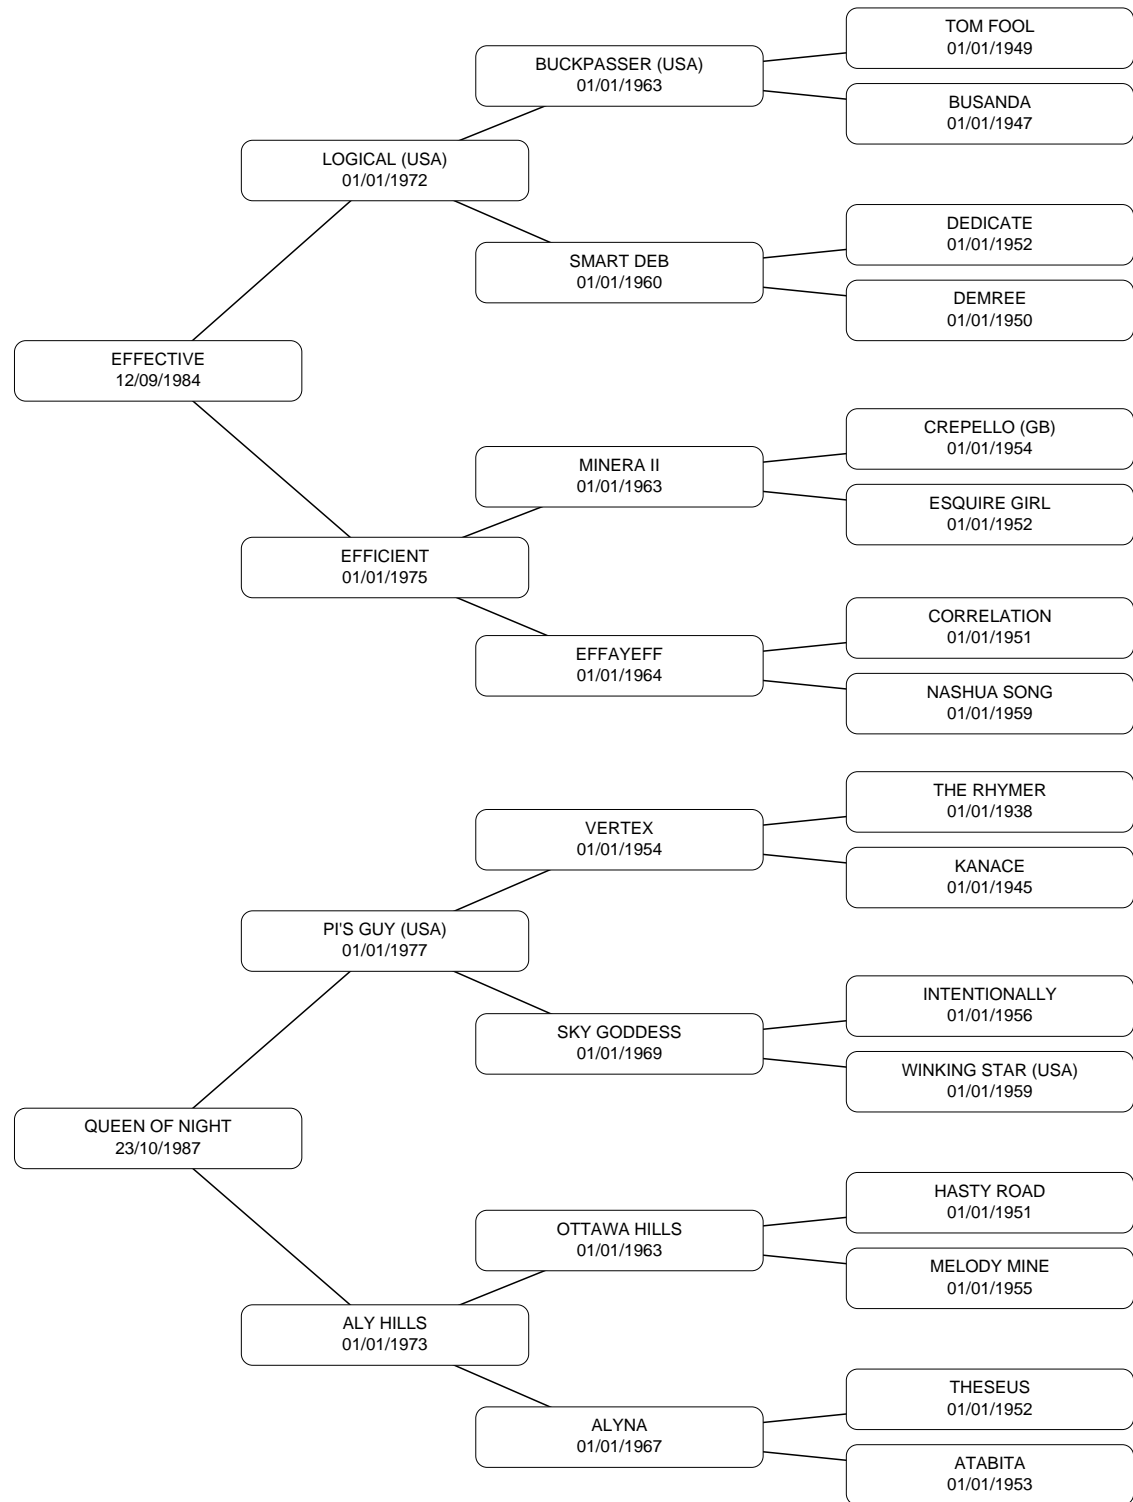 TOM FOOL
01/01/1949
BUCKPASSER (USA)
01/01/1963
BUSANDA
01/01/1947
LOGICAL (USA)
01/01/1972
DEDICATE
01/01/1952
SMART DEB
01/01/1960
DEMREE
01/01/1950
EFFECTIVE
12/09/1984
CREPELLO (GB)
01/01/1954
MINERA II
01/01/1963
ESQUIRE GIRL
01/01/1952
EFFICIENT
01/01/1975
CORRELATION
01/01/1951
EFFAYEFF
01/01/1964
NASHUA SONG
01/01/1959
THE RHYMER
01/01/1938
VERTEX
01/01/1954
KANACE
01/01/1945
PI'S GUY (USA)
01/01/1977
INTENTIONALLY
01/01/1956
SKY GODDESS
01/01/1969
WINKING STAR (USA)
01/01/1959
QUEEN OF NIGHT
23/10/1987
HASTY ROAD
01/01/1951
OTTAWA HILLS
01/01/1963
MELODY MINE
01/01/1955
ALY HILLS
01/01/1973
THESEUS
01/01/1952
ALYNA
01/01/1967
ATABITA
01/01/1953